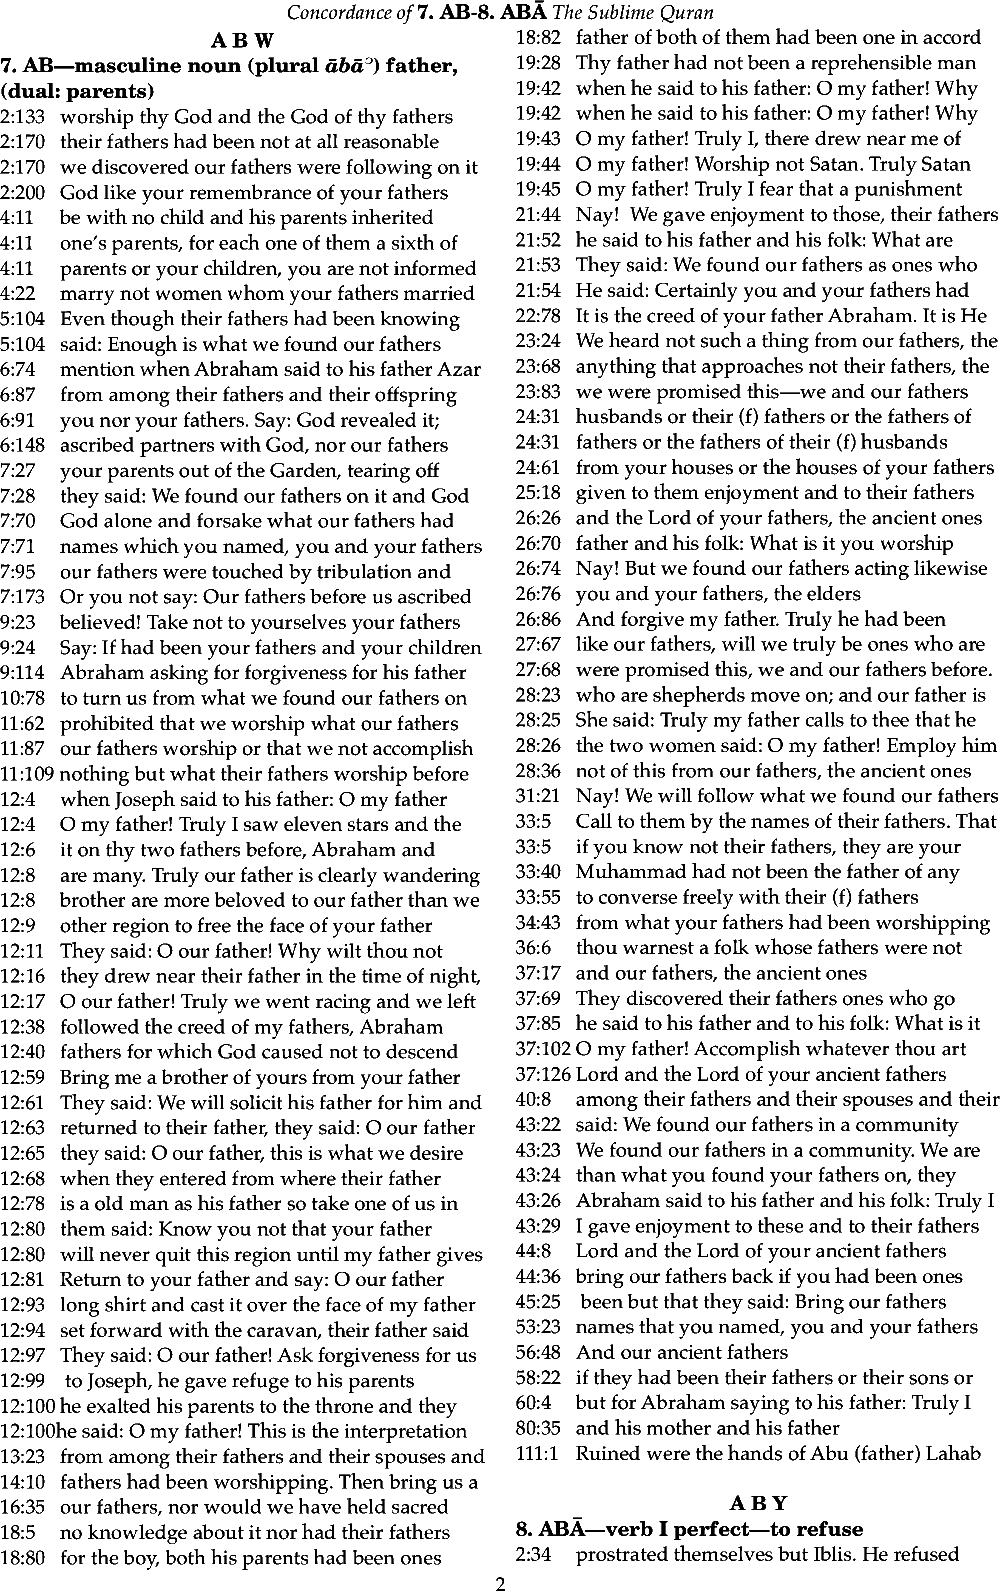 Concordance of 7. AB-8. ABĀ The Sublime Quran
A B W
7. AB—masculine noun (plural ābāʾ) father,
(dual: parents)
2:133 worship thy God and the God of thy fathers
2:170 their fathers had been not at all reasonable
2:170 we discovered our fathers were following on it
2:200 God like your remembrance of your fathers
4:11 be with no child and his parents inherited
4:11 one's parents, for each one of them a sixth of
4:11 parents or your children, you are not informed
4:22 marry not women whom your fathers married
5:104 Even though their fathers had been knowing
5:104 said: Enough is what we found our fathers
6:74 mention when Abraham said to his father Azar
6:87 from among their fathers and their offspring
6:91 you nor your fathers. Say: God revealed it;
6:148 ascribed partners with God, nor our fathers
7:27 your parents out of the Garden, tearing off
7:28 they said: We found our fathers on it and God
7:70 God alone and forsake what our fathers had
7:71 names which you named, you and your fathers
7:95 our fathers were touched by tribulation and
7:173 Or you not say: Our fathers before us ascribed
9:23 believed! Take not to yourselves your fathers
9:24 Say: If had been your fathers and your children
9:114 Abraham asking for forgiveness for his father
10:78 to turn us from what we found our fathers on
11:62 prohibited that we worship what our fathers
11:87 our fathers worship or that we not accomplish
11:109 nothing but what their fathers worship before
12:4 when Joseph said to his father: O my father
12:4 O my father! Truly I saw eleven stars and the
12:6 it on thy two fathers before, Abraham and
12:8 are many. Truly our father is clearly wandering
12:8 brother are more beloved to our father than we
12:9 other region to free the face of your father
12:11 They said: O our father! Why wilt thou not
12:16 they drew near their father in the time of night,
12:17 O our father! Truly we went racing and we left
12:38 followed the creed of my fathers, Abraham
12:40 fathers for which God caused not to descend
12:59 Bring me a brother of yours from your father
12:61 They said: We will solicit his father for him and
12:63 returned to their father, they said: O our father
12:65 they said: O our father, this is what we desire
12:68 when they entered from where their father
12:78 is a old man as his father so take one of us in
12:80 them said: Know you not that your father
12:80 will never quit this region until my father gives
12:81 Return to your father and say: O our father
12:93 long shirt and cast it over the face of my father
12:94 set forward with the caravan, their father said
12:97 They said: O our father! Ask forgiveness for us
12:99 to Joseph, he gave refuge to his parents
12:100 he exalted his parents to the throne and they
12:100he said: O my father! This is the interpretation
13:23 from among their fathers and their spouses and
14:10 fathers had been worshipping. Then bring us a
16:35 our fathers, nor would we have held sacred
18:5 no knowledge about it nor had their fathers
18:80 for the boy, both his parents had been ones
18:82 father of both of them had been one in accord
19:28 Thy father had not been a reprehensible man
19:42 when he said to his father: O my father! Why
19:42 when he said to his father: O my father! Why
19:43 O my father! Truly I, there drew near me of
19:44 O my father! Worship not Satan. Truly Satan
19:45 O my father! Truly I fear that a punishment
21:44 Nay! We gave enjoyment to those, their fathers
21:52 he said to his father and his folk: What are
21:53 They said: We found our fathers as ones who
21:54 He said: Certainly you and your fathers had
22:78 It is the creed of your father Abraham. It is He
23:24 We heard not such a thing from our fathers, the
23:68 anything that approaches not their fathers, the
23:83 we were promised this—we and our fathers
24:31 husbands or their (f) fathers or the fathers of
24:31 fathers or the fathers of their (f) husbands
24:61 from your houses or the houses of your fathers
25:18 given to them enjoyment and to their fathers
26:26 and the Lord of your fathers, the ancient ones
26:70 father and his folk: What is it you worship
26:74 Nay! But we found our fathers acting likewise
26:76 you and your fathers, the elders
26:86 And forgive my father. Truly he had been
27:67 like our fathers, will we truly be ones who are
27:68 were promised this, we and our fathers before.
28:23 who are shepherds move on; and our father is
28:25 She said: Truly my father calls to thee that he
28:26 the two women said: O my father! Employ him
28:36 not of this from our fathers, the ancient ones
31:21 Nay! We will follow what we found our fathers
33:5 Call to them by the names of their fathers. That
33:5 if you know not their fathers, they are your
33:40 Muhammad had not been the father of any
33:55 to converse freely with their (f) fathers
34:43 from what your fathers had been worshipping
36:6 thou warnest a folk whose fathers were not
37:17 and our fathers, the ancient ones
37:69 They discovered their fathers ones who go
37:85 he said to his father and to his folk: What is it
37:102 O my father! Accomplish whatever thou art
37:126 Lord and the Lord of your ancient fathers
40:8 among their fathers and their spouses and their
43:22 said: We found our fathers in a community
43:23 We found our fathers in a community. We are
43:24 than what you found your fathers on, they
43:26 Abraham said to his father and his folk: Truly I
43:29 I gave enjoyment to these and to their fathers
44:8 Lord and the Lord of your ancient fathers
44:36 bring our fathers back if you had been ones
45:25 been but that they said: Bring our fathers
53:23 names that you named, you and your fathers
56:48 And our ancient fathers
58:22 if they had been their fathers or their sons or
60:4 but for Abraham saying to his father: Truly I
80:35 and his mother and his father
111:1 Ruined were the hands of Abu (father) Lahab
A B Y
8. ABĀ—verb I perfect—to refuse
2:34 prostrated themselves but Iblis. He refused
2